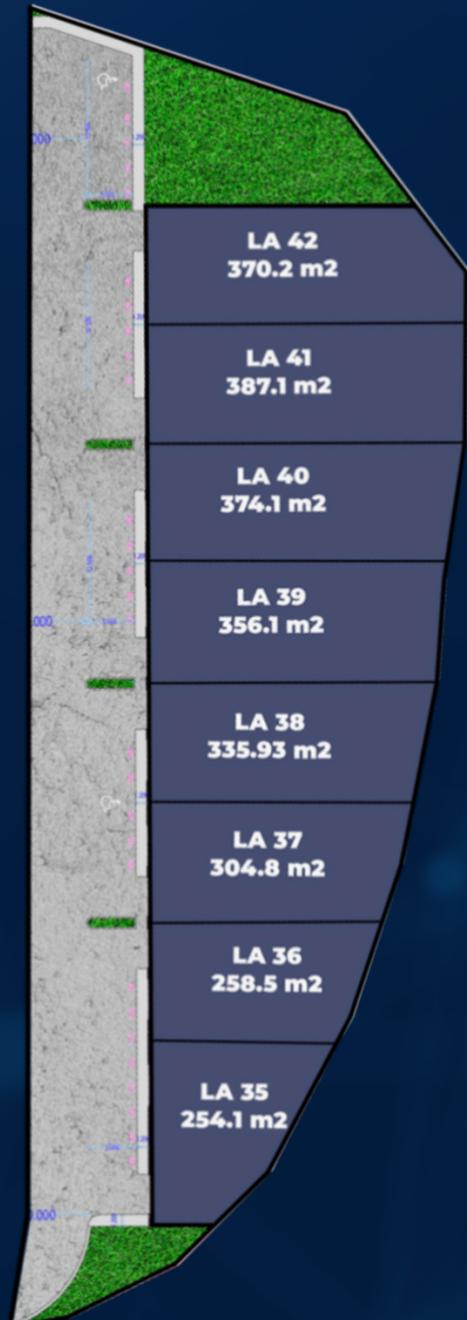 LA 42
370.2 m2
LA 41
387.1 m2
LA 40
374.1 m2
LA 39
356.1 m2
LA 38
335.93 m2
LA 37
304.8 m2
LA 36
258.5 m2
LA 35
254.1 m2